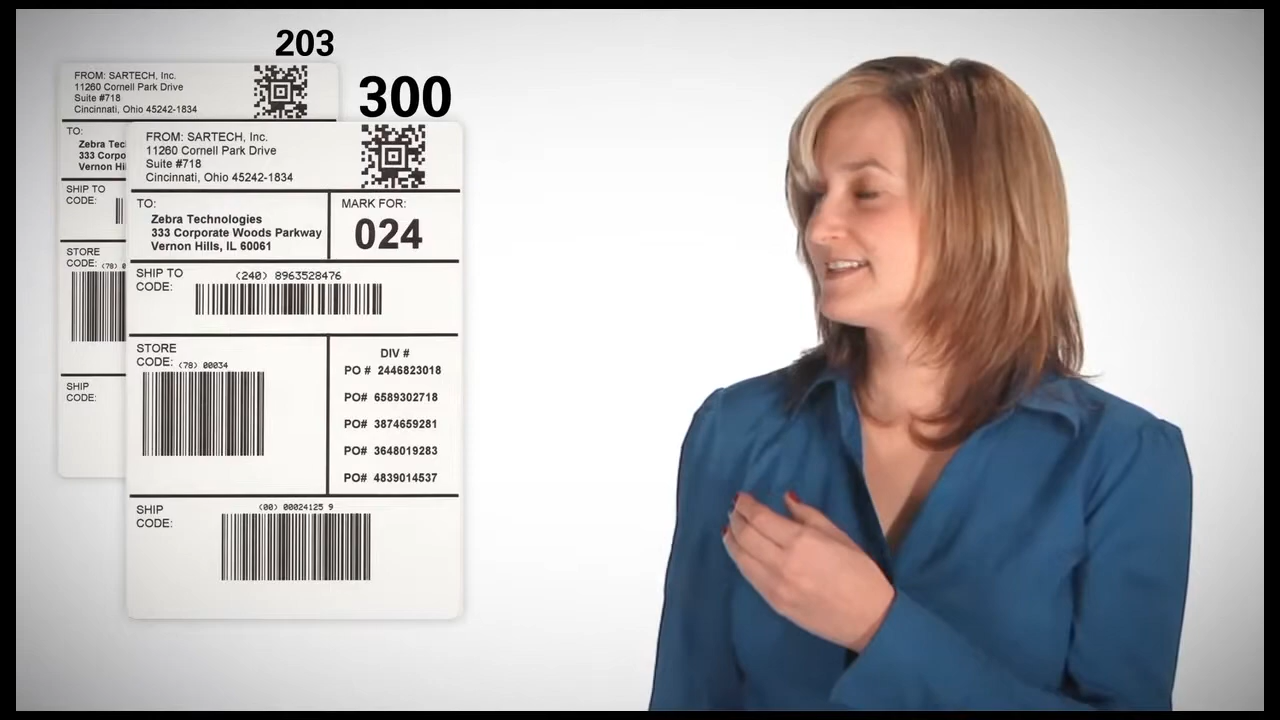 203
FROM: SARTECH, Inc.
11260 Cornell Park Drive
Suite #718
Cincinnati, Ohio 45242-1834
TO:
333
SHIP TO
CODE:
STORE
CODE: (78)
SHIP
CODE:
300
FROM: SARTECH, Inc.
11260 Cornell Park Drive
Suite #718
Cincinnati, Ohio 45242-1834
TO:
Zebra Technologies
333 Corporate Woods Parkway
Vernon Hills, IL 60061
MARK FOR:
024
SHIP TO
CODE:
(240) 8963528476
STORE
CODE: (78) 00034
DIV #
PO # 2446823018
PO# 6589302718
PO# 3874659281
PO# 3648019283
PO# 4839014537
SHIP
CODE:
(00) 00024125 9